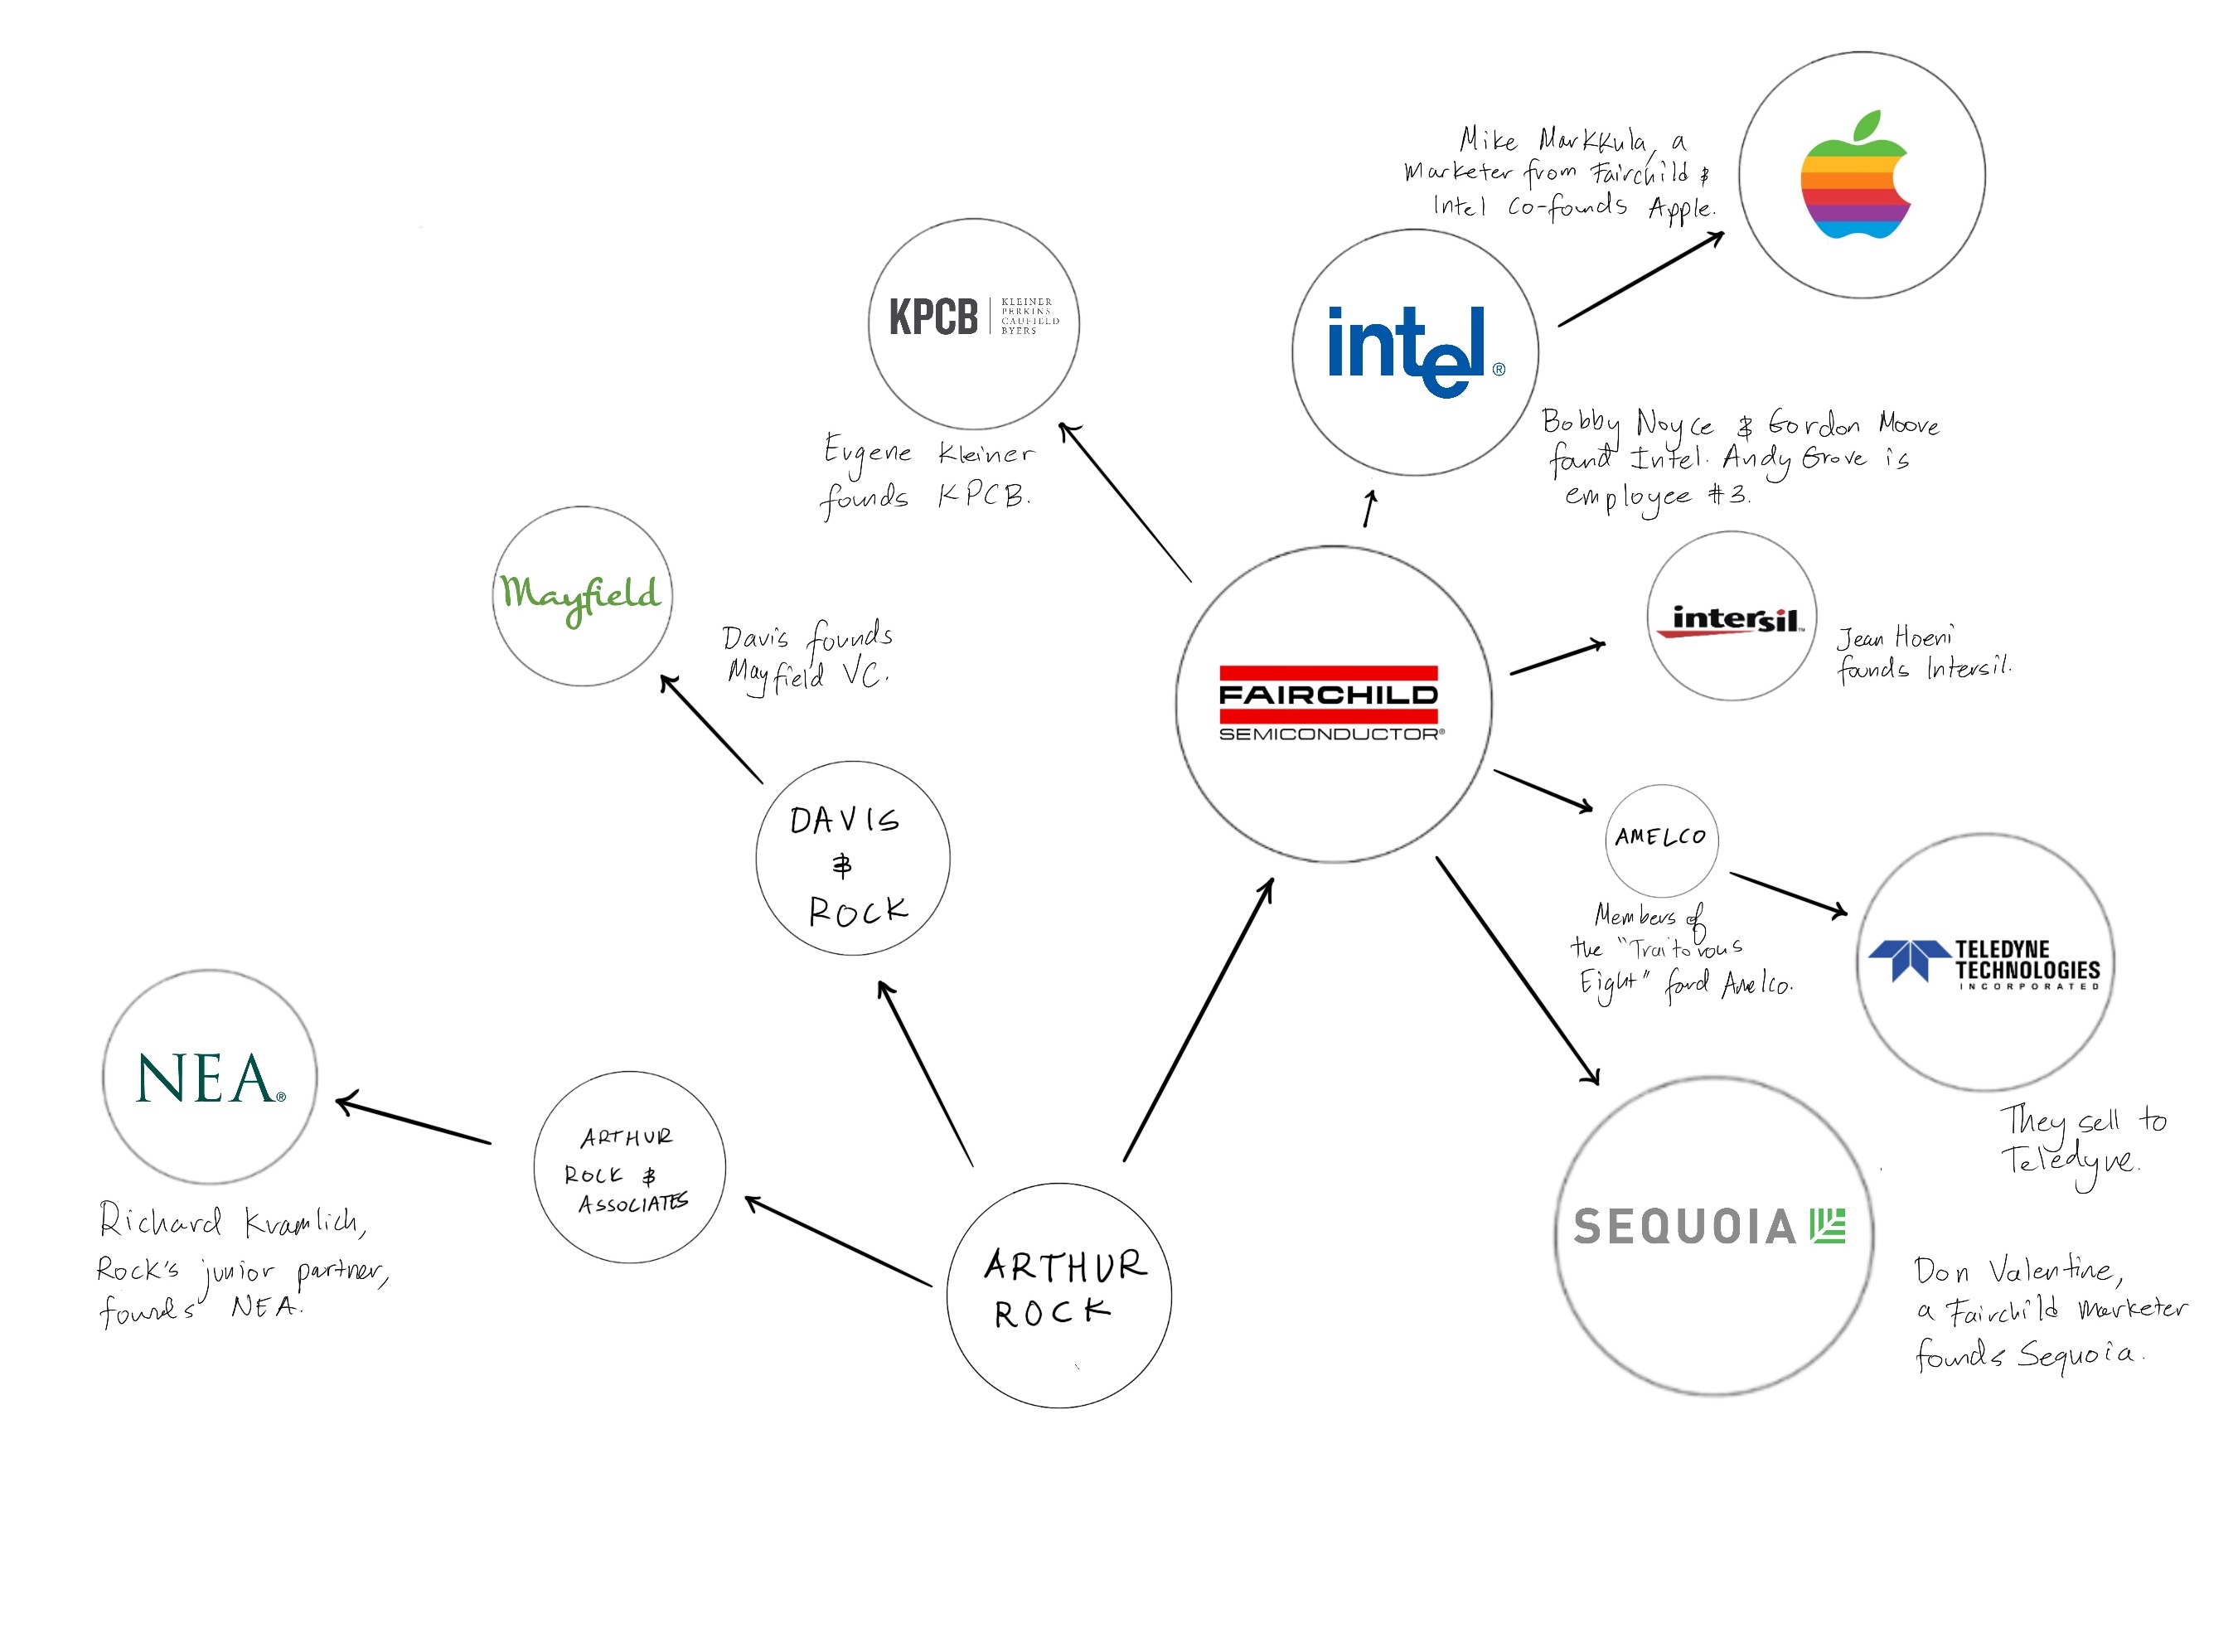 Mike Markkula, a
Marketer from Fairchild &
Intel Co-founds Apple.
KPCB
KLEINER
PERKINS
CAUFIELD
BYERS
intel®
Eugene Kleiner
founds KPCB.
Bobby Noyce & Gordon Moore
found Intel. Andy Grove is
employee #3.
Mayfield
Davis founds
Mayfield VC.
intersil™
Jean Hoeni
founds Intersil.
FAIRCHILD
SEMICONDUCTOR®
DAVIS
&
ROCK
AMELCO
Members of
the "Traitorous
Eight" found Amelco.
TELEDYNE
TECHNOLOGIES
INCORPORATED
They sell to
Teledyne.
NEA®
Richard Kramlich,
Rock's junior partner,
founds NEA.
ARTHUR
ROCK &
ASSOCIATES
ARTHUR
ROCK
SEQUOIA
Don Valentine,
a Fairchild Marketer
founds Sequoia.